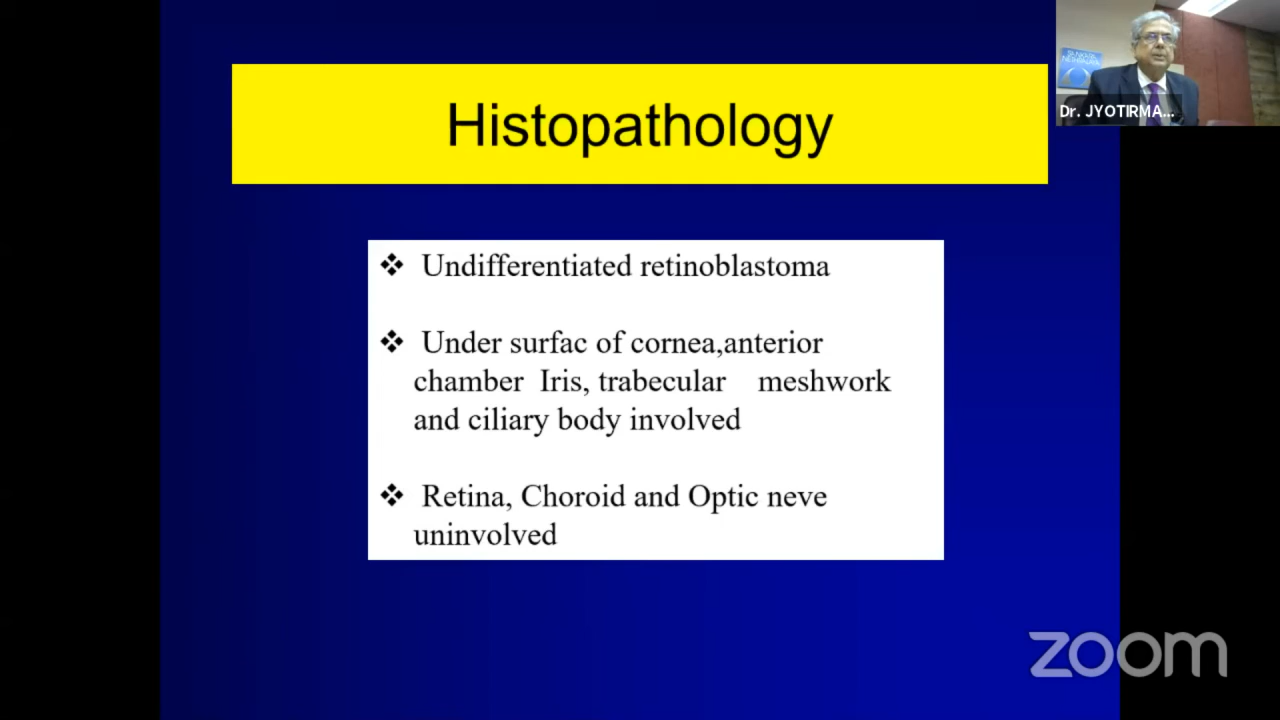 Histopathology
Dr. JYOTIRMA...
❖ Undifferentiated retinoblastoma
❖ Under surfac of cornea,anterior
chamber Iris, trabecular meshwork
and ciliary body involved
❖ Retina, Choroid and Optic neve
uninvolved
zoom